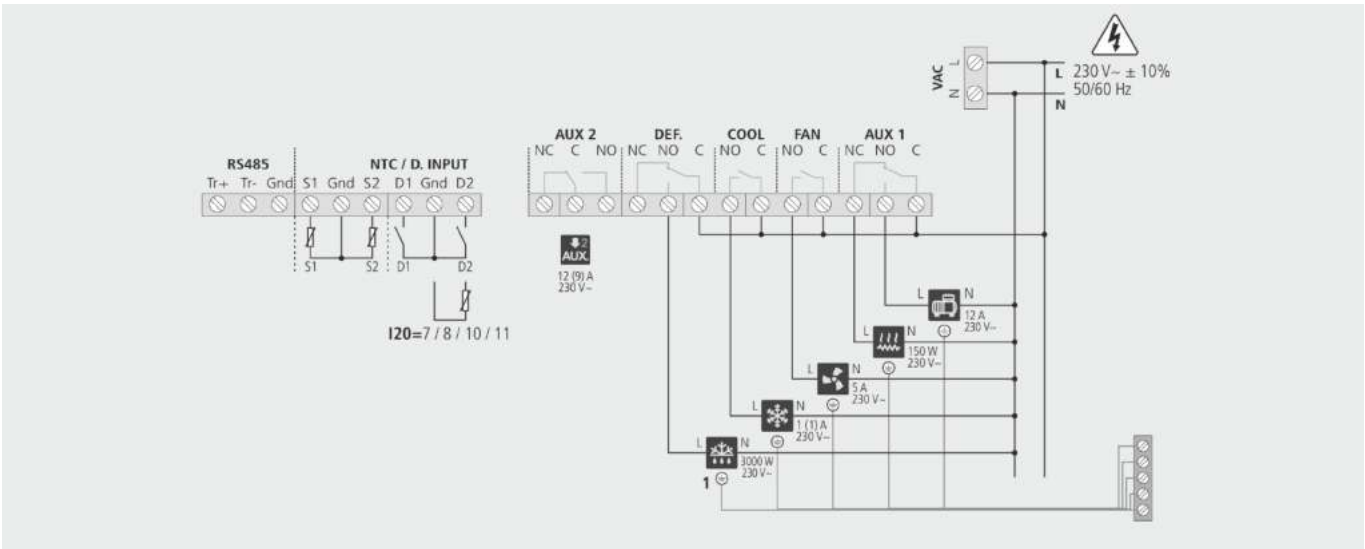 VAC
L
N
L 230 V~ ± 10%
50/60 Hz
N
AUX 2 DEF. COOL FAN AUX 1
NC C NO NC NO C NO C NO C NC NO C
RS485 NTC / D. INPUT
Tr+ Tr- Gnd S1 Gnd S2 D1 Gnd D2
2
AUX.
12 (9) A
230 V~
S1 S2 D1 D2
I20=7 / 8 / 10 / 11
L N
12 A
230 V~
L N
150 W
230 V~
L N
5 A
230 V~
L N
1 (1) A
230 V~
L N
3000 W
230 V~
1